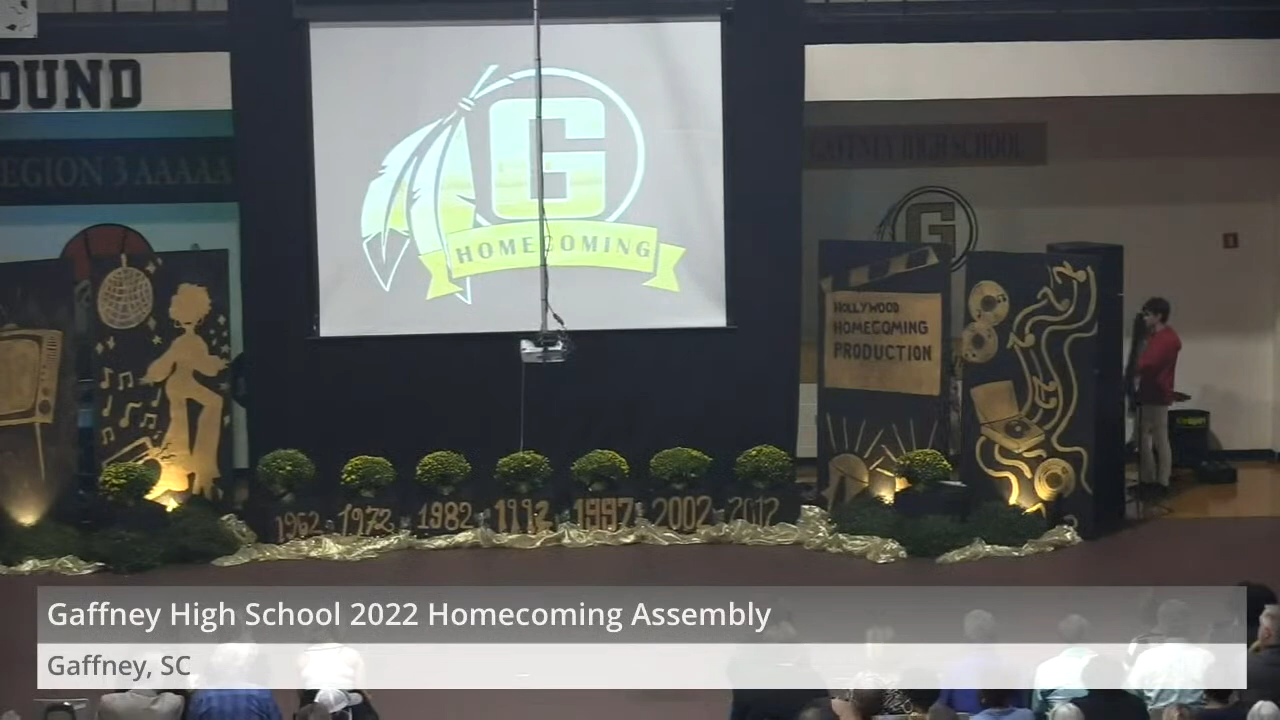 OUND
EGION 3 AAAAA
G
HOMECOMING
GAFFNEY HIGH SCHOOL
G
HOLLYWOOD
HOMECOMING
PRODUCTION
1962 1972 1982 1992 1997 2002 2012
Gaffney High School 2022 Homecoming Assembly
Gaffney, SC